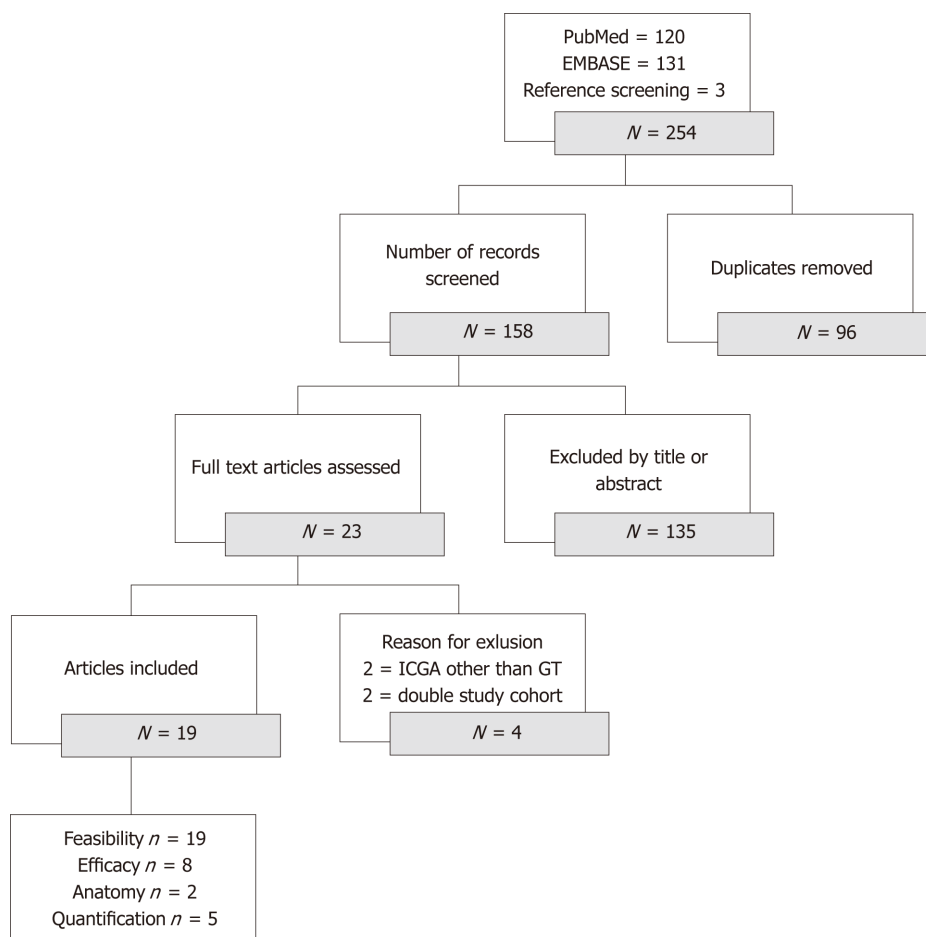 PubMed = 120
EMBASE = 131
Reference screening = 3
N = 254
Number of records
screened
N = 158
Duplicates removed
N = 96
Full text articles assessed
N = 23
Excluded by title or
abstract
N = 135
Articles included
N = 19
Reason for exlusion
2 = ICGA other than GT
2 = double study cohort
N = 4
Feasibility n = 19
Efficacy n = 8
Anatomy n = 2
Quantification n = 5